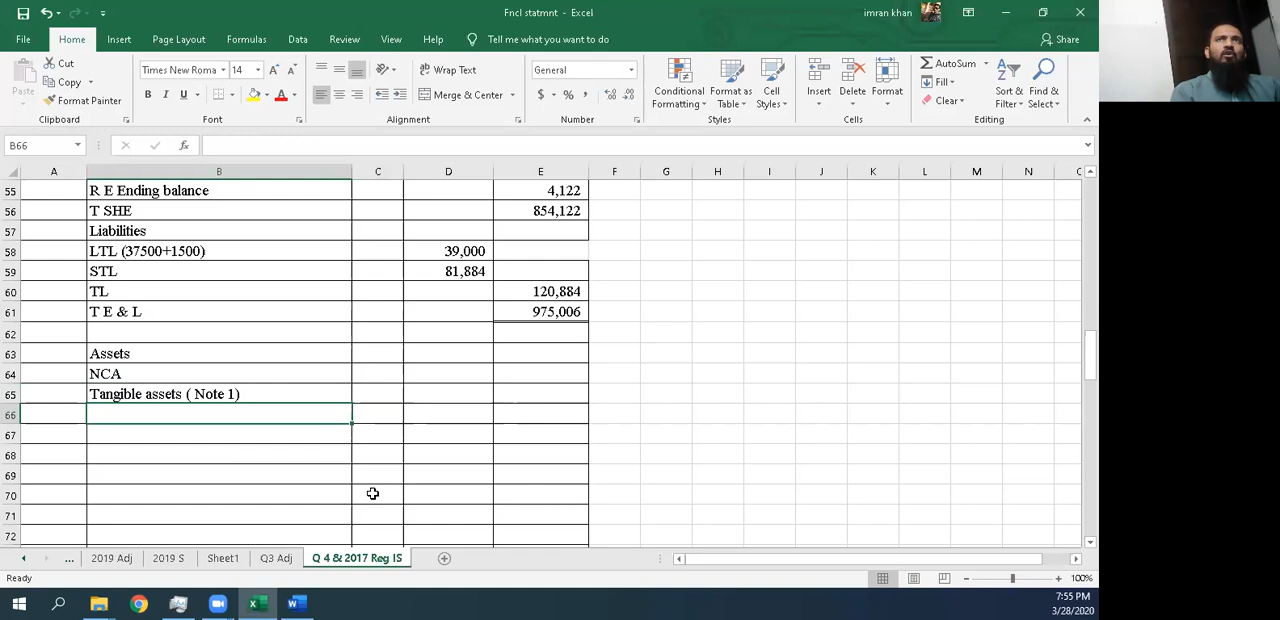 Fncl statmnt - Excel
imran khan
File Home Insert Page Layout Formulas Data Review View Help Tell me what you want to do Share
Paste
Cut
Copy
Format Painter
Clipboard
Times New Roma 14
B I U
Font
Wrap Text
Merge & Center
Alignment
General
$ % ,
Number
Conditional Formatting
Format as Table
Cell Styles
Styles
Insert
Delete
Format
Cells
AutoSum
Fill
Clear
Sort & Filter
Find & Select
Editing
B66
fx
A B C D E F G H I J K L M N
55 R E Ending balance 4,122
56 T SHE 854,122
57 Liabilities
58 LTL (37500+1500) 39,000
59 STL 81,884
60 TL 120,884
61 T E & L 975,006
62
63 Assets
64 NCA
65 Tangible assets ( Note 1)
66
67
68
69
70
71
72
... 2019 Adj 2019 S Sheet1 Q3 Adj Q 4 & 2017 Reg IS
Ready
100%
7:55 PM
3/28/2020